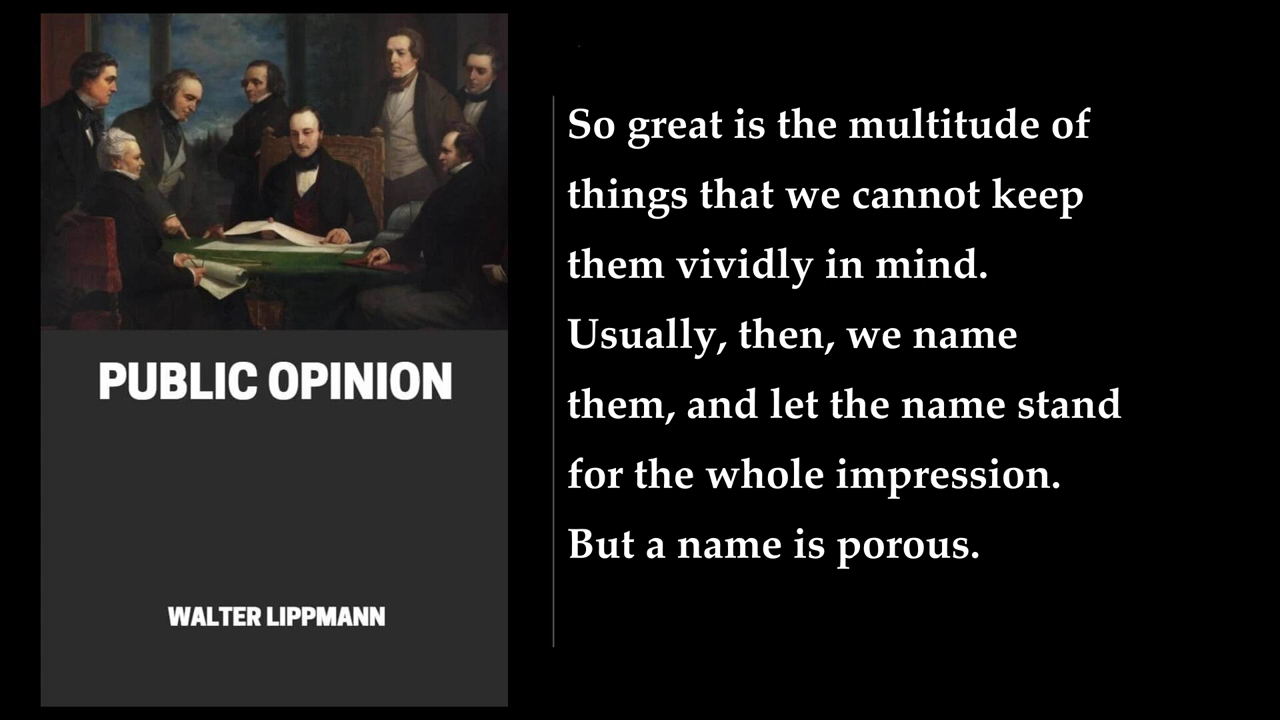 PUBLIC OPINION
WALTER LIPPMANN
So great is the multitude of
things that we cannot keep
them vividly in mind.
Usually, then, we name
them, and let the name stand
for the whole impression.
But a name is porous.